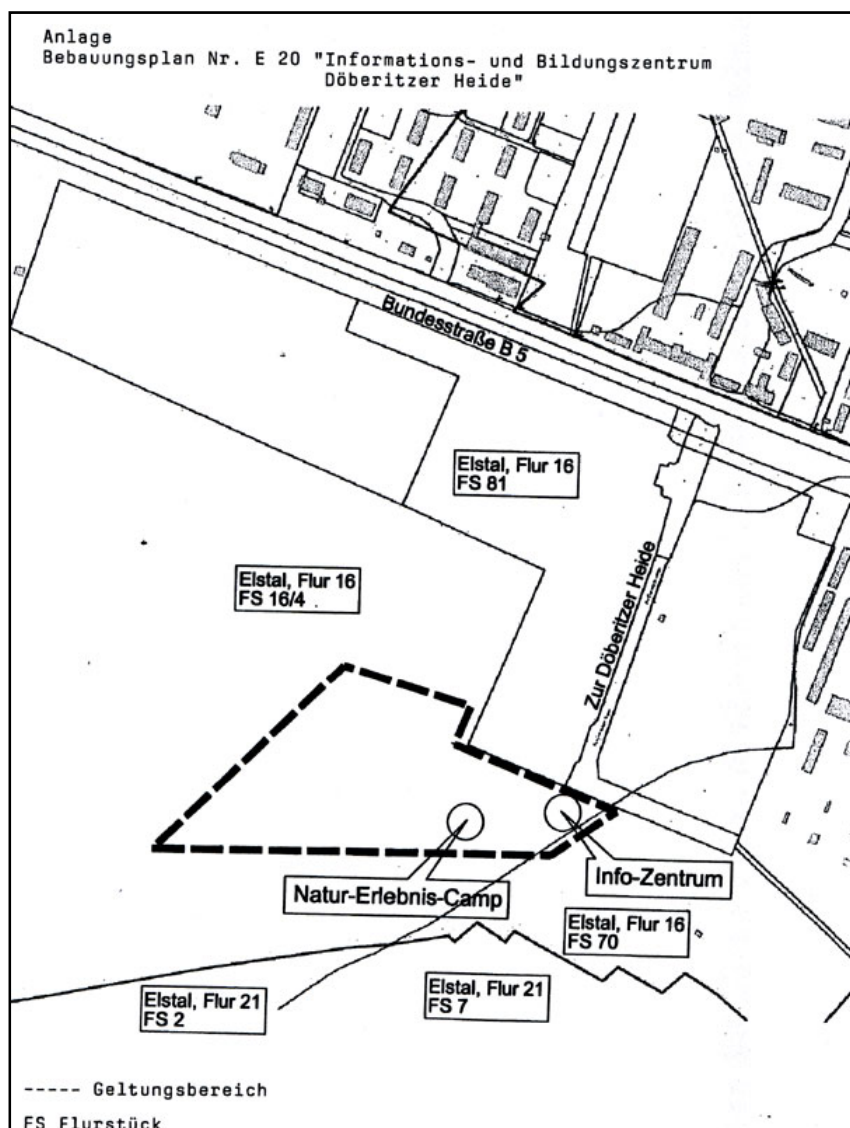 Anlage
Bebauungsplan Nr. E 20 "Informations- und Bildungszentrum
Döberitzer Heide"
Bundesstraße B 5
Elstal, Flur 16
FS 81
Elstal, Flur 16
FS 16/4
Zur Döberitzer Heide
Natur-Erlebnis-Camp
Info-Zentrum
Elstal, Flur 16
FS 70
Elstal, Flur 21
FS 2
Elstal, Flur 21
FS 7
----- Geltungsbereich
FS Flurstück